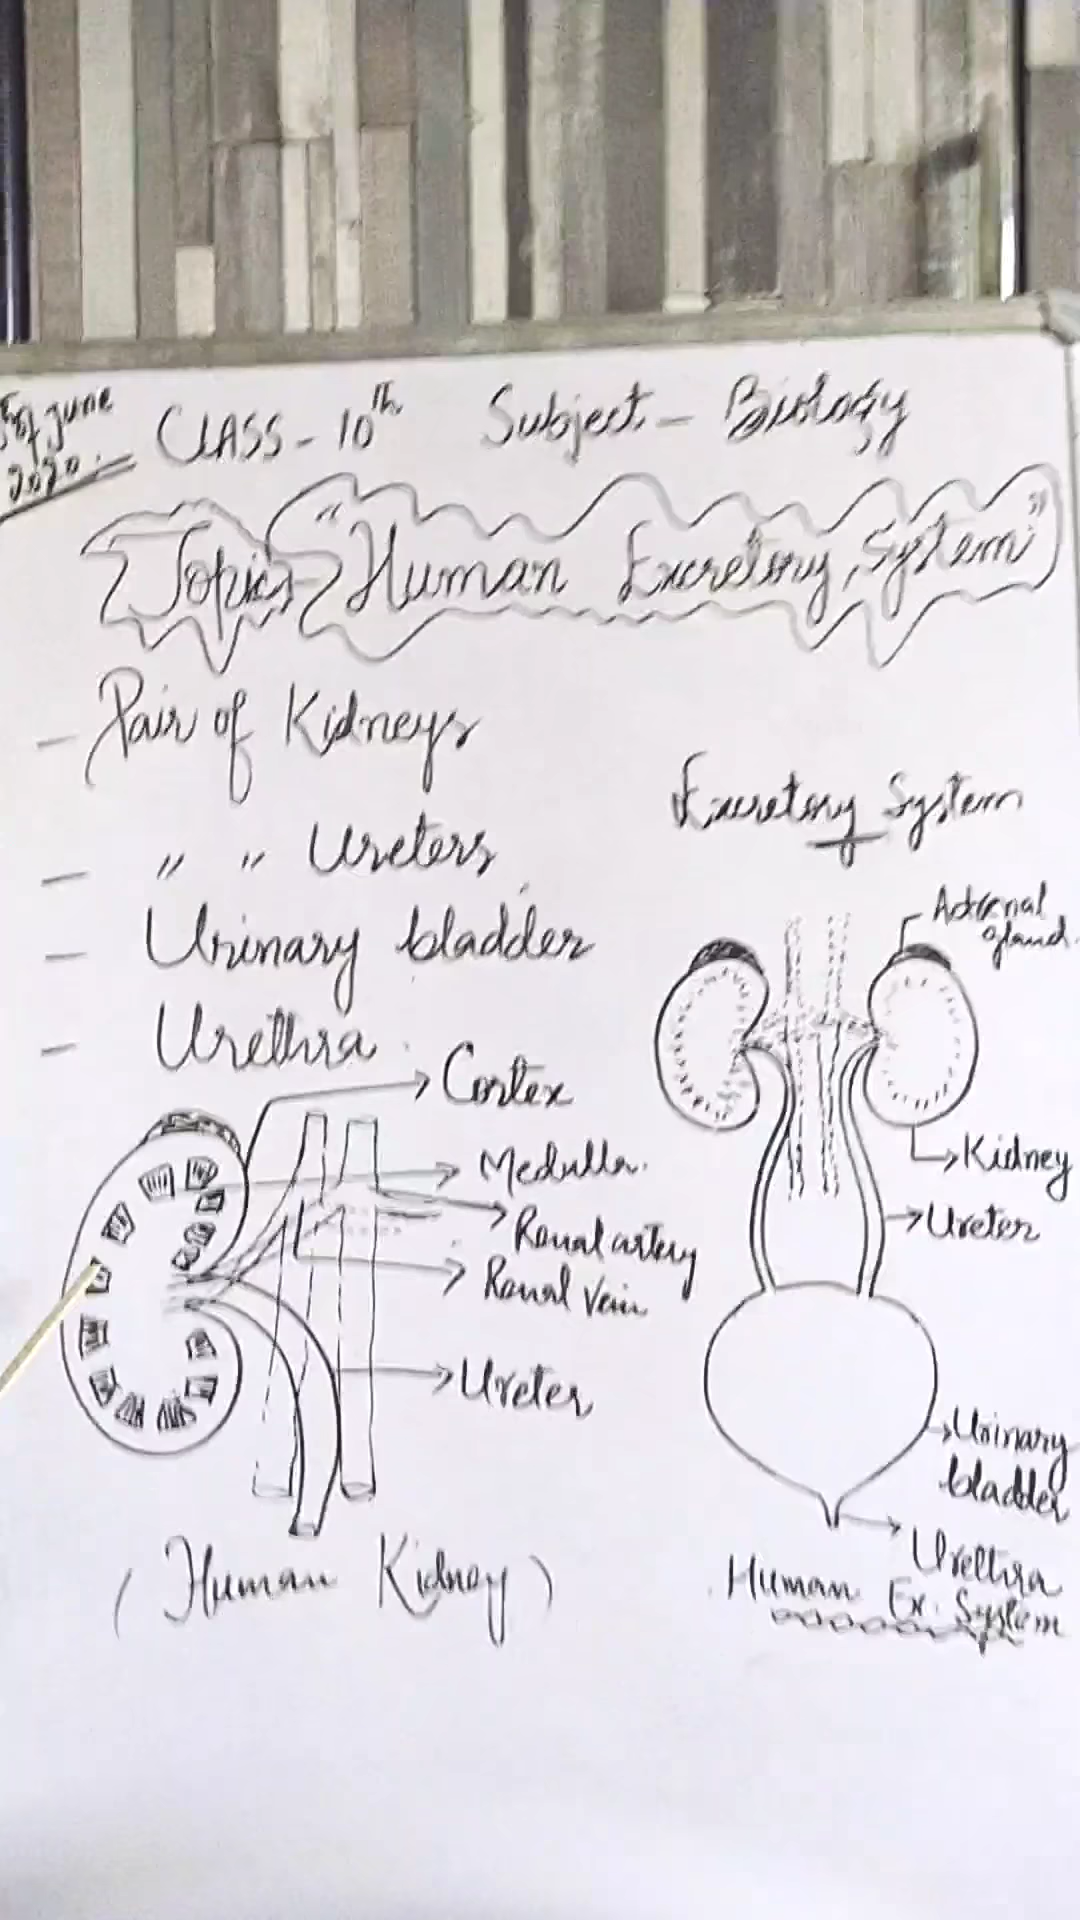 June
2020
CLASS - 10th Subject - Biology
Topic - "Human Excretory System"
- Pair of Kidneys
- " " Ureters
- Urinary bladder
- Urethra
Cortex
Medulla
Renal artery
Renal Vein
Ureter
(Human Kidney)
Excretory System
Adrenal
gland
Kidney
Ureter
Urinary
bladder
Urethra
Human Ex. System